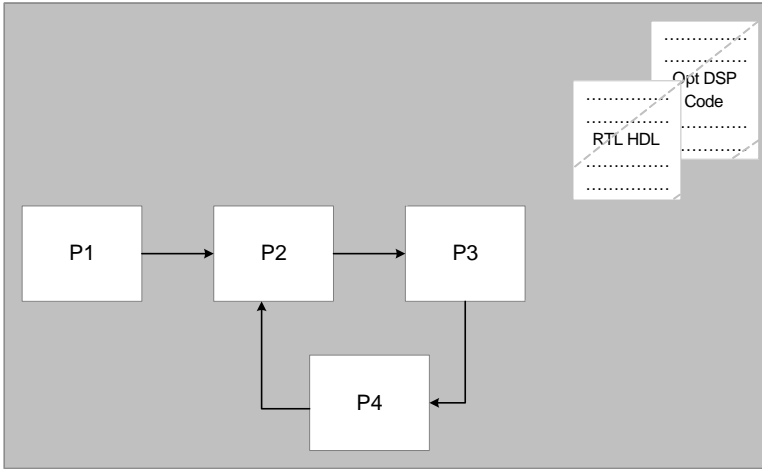 Opt DSP
Code
RTL HDL
P1
P2
P3
P4